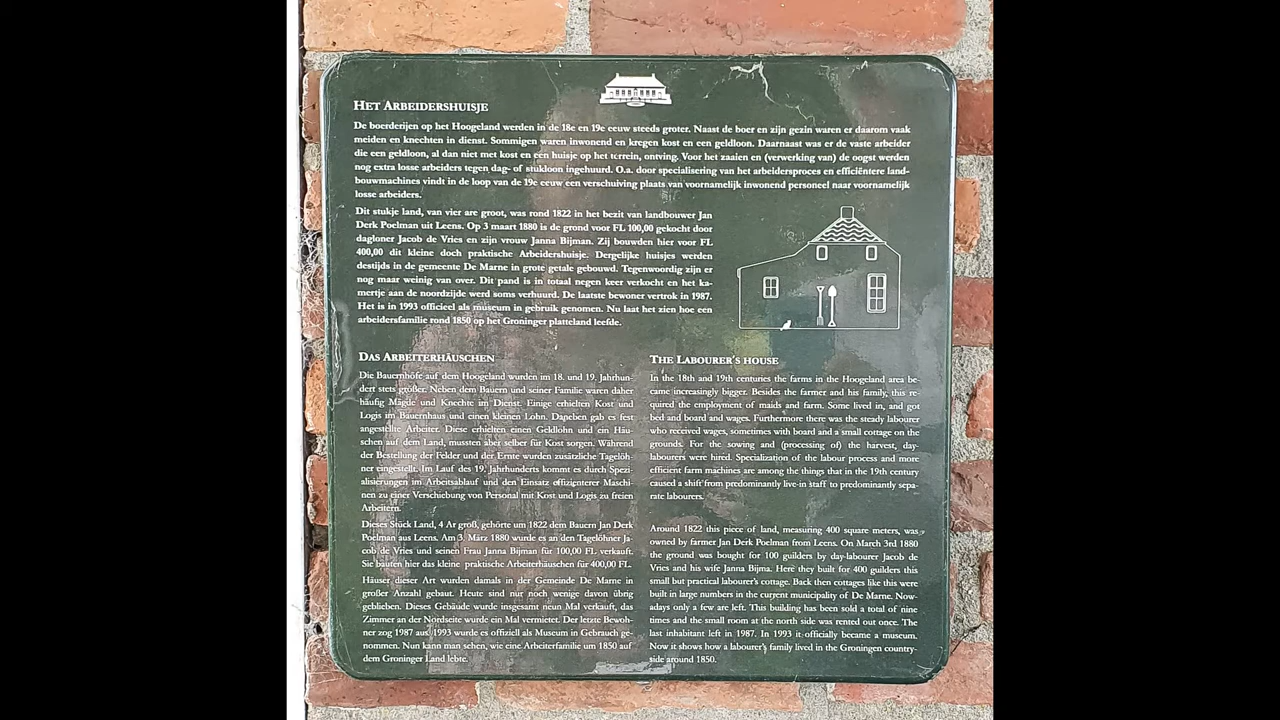 HET ARBEIDERSHUISJE
De boerderijen op het Hoogeland werden in de 18e en 19e eeuw steeds groter. Naast de boer en zijn gezin waren er daarom vaak
meiden en knechten in dienst. Sommigen waren inwonend en kregen kost en een geldloon. Daarnaast was er de vaste arbeider
die een geldloon, al dan niet met kost en een huisje op het terrein, ontving. Voor het zaaien en (verwerking van) de oogst werden
nog extra losse arbeiders tegen dag- of stukloon ingehuurd. O.a. door specialisering van het arbeidersproces en efficiëntere land-
bouwmachines vindt in de loop van de 19e eeuw een verschuiving plaats van voornamelijk inwonend personeel naar voornamelijk
losse arbeiders.
Dit stukje land, van vier are groot, was rond 1822 in het bezit van landbouwer Jan
Derk Poelman uit Leens. Op 3 maart 1880 is de grond voor FL 100,00 gekocht door
dagloner Jacob de Vries en zijn vrouw Janna Bijman. Zij bouwden hier voor FL
400,00 dit kleine doch praktische Arbeidershuisje. Dergelijke huisjes werden
destijds in de gemeente De Marne in grote getale gebouwd. Tegenwoordig zijn er
nog maar weinig van over. Dit pand is in totaal negen keer verkocht en het ka-
mertje aan de noordzijde werd soms verhuurd. De laatste bewoner vertrok in 1987.
Het is in 1993 officieel als museum in gebruik genomen. Nu laat het zien hoe een
arbeidersfamilie rond 1850 op het Groninger platteland leefde.
DAS ARBEITERHÄUSCHEN
Die Bauernhöfe auf dem Hoogeland wurden im 18. und 19. Jahrhun-
dert stets größer. Neben dem Bauern und seiner Familie waren daher
häufig Mägde und Knechte im Dienst. Einige erhielten Kost und
Logis im Bauernhaus und einen kleinen Lohn. Daneben gab es fest
angestellte Arbeiter. Diese erhielten einen Geldlohn und ein Häu-
schen auf dem Land, mussten aber selber für Kost sorgen. Während
der Bestellung der Felder und der Ernte wurden zusätzliche Tagelöh-
ner eingestellt. Im Lauf des 19. Jahrhunderts kommt es durch Spezi-
alisierungen im Arbeitsablauf und den Einsatz effizienterer Maschi-
nen zu einer Verschiebung von Personal mit Kost und Logis zu freien
Arbeitern.
Dieses Stück Land, 4 Ar groß, gehörte um 1822 dem Bauern Jan Derk
Poelman aus Leens. Am 3. März 1880 wurde es an den Tagelöhner Ja-
cob de Vries und seinen Frau Janna Bijman für 100,00 FL verkauft.
Sie bauten hier das kleine praktische Arbeiterhäuschen für 400,00 FL.
Häuser dieser Art wurden damals in der Gemeinde De Marne in
großer Anzahl gebaut. Heute sind nur noch wenige davon übrig
geblieben. Dieses Gebäude wurde insgesamt neun Mal verkauft, das
Zimmer an der Nordseite wurde ein Mal vermietet. Der letzte Bewoh-
ner zog 1987 aus. 1993 wurde es offiziell als Museum in Gebrauch ge-
nommen. Nun kann man sehen, wie eine Arbeiterfamilie um 1850 auf
dem Groninger Land lebte.
THE LABOURER'S HOUSE
In the 18th and 19th centuries the farms in the Hoogeland area be-
came increasingly bigger. Besides the farmer and his family, this re-
quired the employment of maids and farm. Some lived in, and got
bed and board and wages. Furthermore there was the steady labourer
who received wages, sometimes with board and a small cottage on the
grounds. For the sowing and (processing of) the harvest, day-
labourers were hired. Specialization of the labour process and more
efficient farm machines are among the things that in the 19th century
caused a shift from predominantly live-in staff to predominantly sepa-
rate labourers.
Around 1822 this piece of land, measuring 400 square meters, was
owned by farmer Jan Derk Poelman from Leens. On March 3rd 1880
the ground was bought for 100 guilders by day-labourer Jacob de
Vries and his wife Janna Bijma. Here they built for 400 guilders this
small but practical labourer's cottage. Back then cottages like this were
built in large numbers in the current municipality of De Marne. Now-
adays only a few are left. This building has been sold a total of nine
times and the small room at the north side was rented out once. The
last inhabitant left in 1987. In 1993 it officially became a museum.
Now it shows how a labourer's family lived in the Groningen country-
side around 1850.